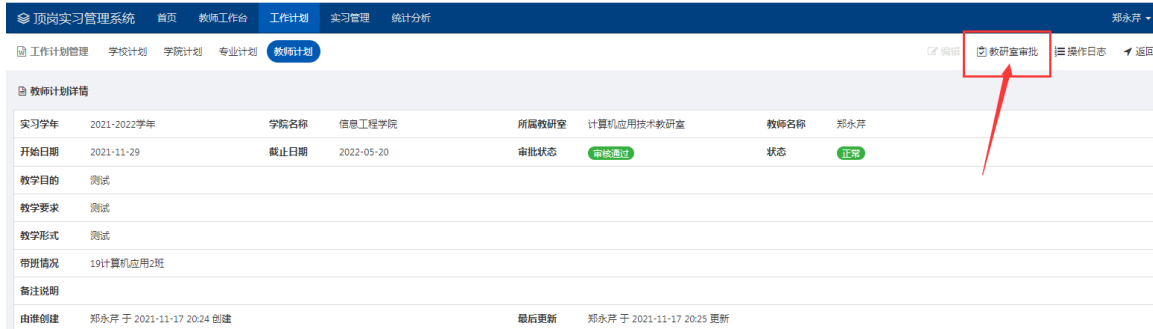 顶岗实习管理系统 首页 教师工作台 工作计划 实习管理 统计分析 郑永芹
工作计划管理 学校计划 学院计划 专业计划 教师计划 编辑 教研室审批 操作日志 返回
教师计划详情
实习学年 2021-2022学年 学院名称 信息工程学院 所属教研室 计算机应用技术教研室 教师名称 郑永芹
开始日期 2021-11-29 截止日期 2022-05-20 审批状态 审核通过 状态 正常
教学目的 测试
教学要求 测试
教学形式 测试
带班情况 19计算机应用2班
备注说明
由谁创建 郑永芹 于 2021-11-17 20:24 创建 最后更新 郑永芹 于 2021-11-17 20:25 更新